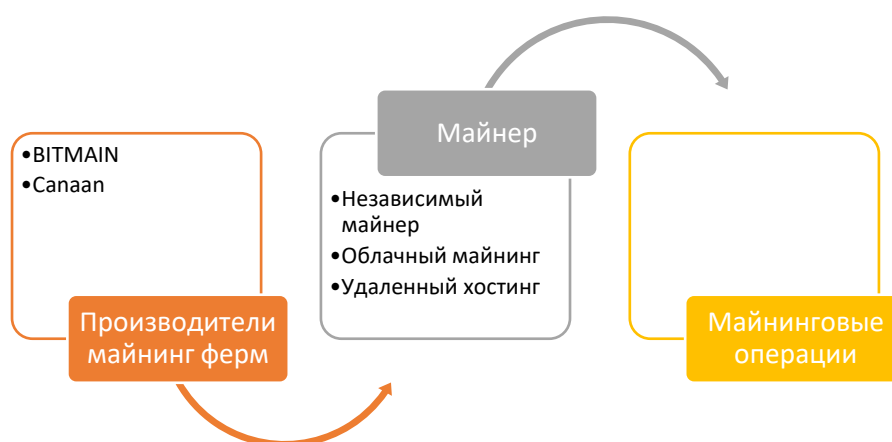 •BITMAIN
•Canaan
Производители
майнинг ферм
Майнер
•Независимый
майнер
•Облачный майнинг
•Удаленный хостинг
Майнинговые
операции